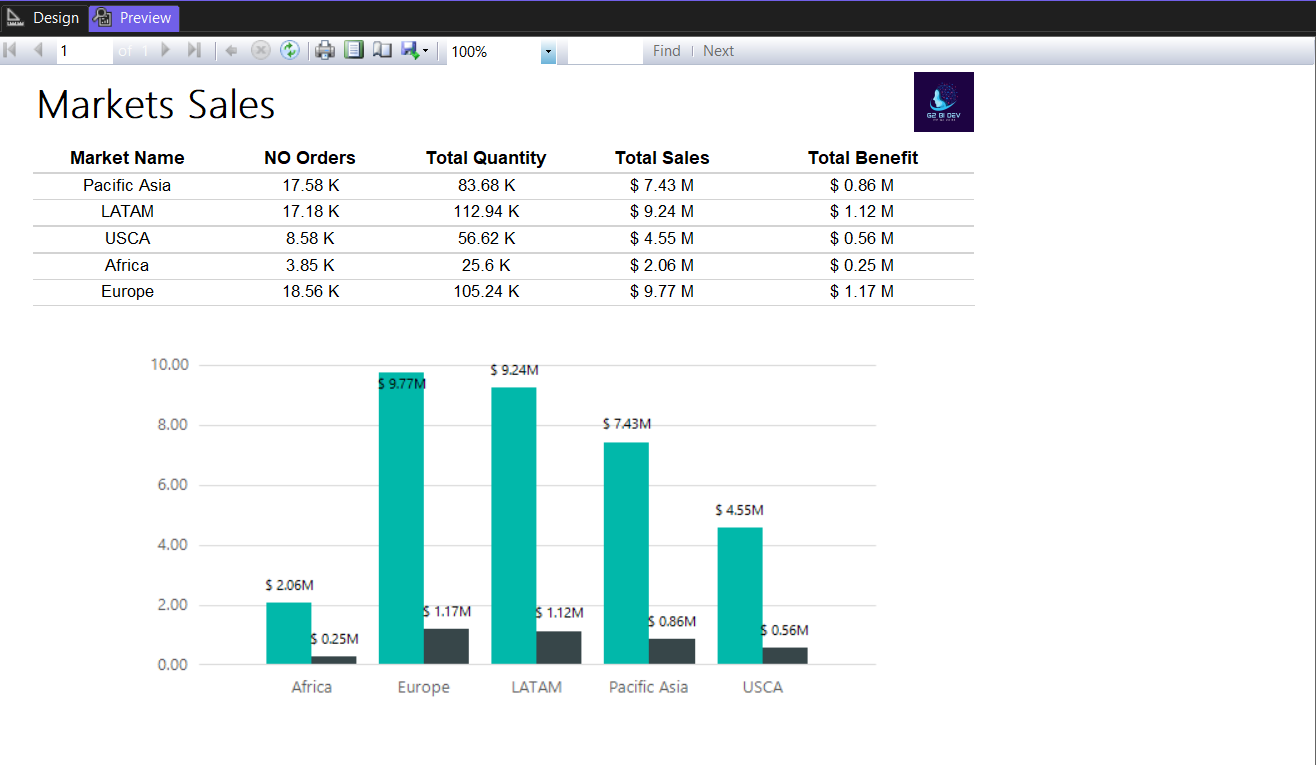 Design Preview
1 of 1 100% Find Next
Markets Sales
G2 BI DEV
Market Name NO Orders Total Quantity Total Sales Total Benefit
Pacific Asia 17.58 K 83.68 K $ 7.43 M $ 0.86 M
LATAM 17.18 K 112.94 K $ 9.24 M $ 1.12 M
USCA 8.58 K 56.62 K $ 4.55 M $ 0.56 M
Africa 3.85 K 25.6 K $ 2.06 M $ 0.25 M
Europe 18.56 K 105.24 K $ 9.77 M $ 1.17 M
10.00
$ 9.24M
$ 9.77M
8.00
$ 7.43M
6.00
$ 4.55M
4.00
$ 2.06M
2.00
$ 1.17M
$ 1.12M
$ 0.86M
$ 0.56M
$ 0.25M
0.00
Africa Europe LATAM Pacific Asia USCA